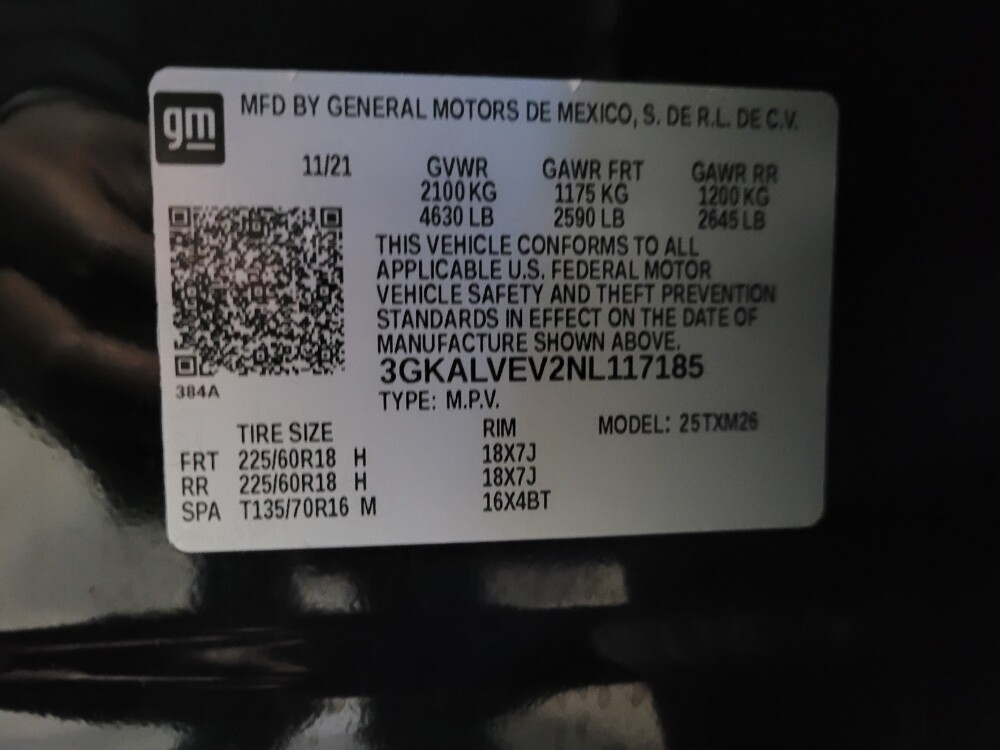 gm MFD BY GENERAL MOTORS DE MEXICO, S. DE R.L. DE C.V.
11/21 GVWR GAWR FRT GAWR RR
2100 KG 1175 KG 1200 KG
4630 LB 2590 LB 2645 LB
THIS VEHICLE CONFORMS TO ALL
APPLICABLE U.S. FEDERAL MOTOR
VEHICLE SAFETY AND THEFT PREVENTION
STANDARDS IN EFFECT ON THE DATE OF
MANUFACTURE SHOWN ABOVE.
3GKALVEV2NL117185
384A
TYPE: M.P.V.
TIRE SIZE RIM MODEL: 25TXM26
FRT 225/60R18 H 18X7J
RR 225/60R18 H 18X7J
SPA T135/70R16 M 16X4BT